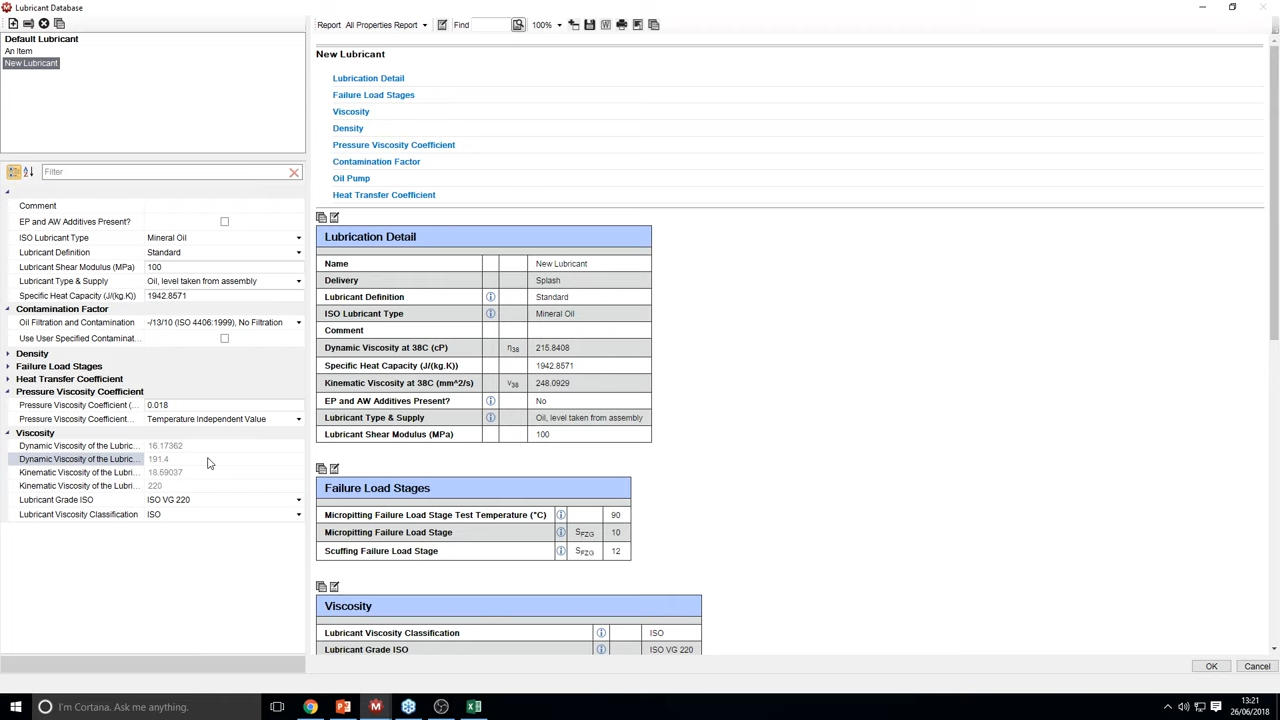 Lubricant Database
Default Lubricant
An Item
New Lubricant
Filter
Comment
EP and AW Additives Present?
ISO Lubricant Type Mineral Oil
Lubricant Definition Standard
Lubricant Shear Modulus (MPa) 100
Lubricant Type & Supply Oil, level taken from assembly
Specific Heat Capacity (J/(kg.K)) 1942.8571
Contamination Factor
Oil Filtration and Contamination -/13/10 (ISO 4406:1999), No Filtration
Use User Specified Contaminat...
Density
Failure Load Stages
Heat Transfer Coefficient
Pressure Viscosity Coefficient
Pressure Viscosity Coefficient (... 0.018
Pressure Viscosity Coefficient... Temperature Independent Value
Viscosity
Dynamic Viscosity of the Lubric... 16.17362
Dynamic Viscosity of the Lubric... 191.4
Kinematic Viscosity of the Lubri... 18.59037
Kinematic Viscosity of the Lubri... 220
Lubricant Grade ISO ISO VG 220
Lubricant Viscosity Classification ISO
Report All Properties Report Find 100%
New Lubricant
Lubrication Detail
Failure Load Stages
Viscosity
Density
Pressure Viscosity Coefficient
Contamination Factor
Oil Pump
Heat Transfer Coefficient
Lubrication Detail
Name New Lubricant
Delivery Splash
Lubricant Definition Standard
ISO Lubricant Type Mineral Oil
Comment
Dynamic Viscosity at 38C (cP) η38 215.8408
Specific Heat Capacity (J/(kg.K)) 1942.8571
Kinematic Viscosity at 38C (mm^2/s) ν38 248.0929
EP and AW Additives Present? No
Lubricant Type & Supply Oil, level taken from assembly
Lubricant Shear Modulus (MPa) 100
Failure Load Stages
Micropitting Failure Load Stage Test Temperature (°C) 90
Micropitting Failure Load Stage SFZG 10
Scuffing Failure Load Stage SFZG 12
Viscosity
Lubricant Viscosity Classification ISO
Lubricant Grade ISO ISO VG 220
OK Cancel
I'm Cortana. Ask me anything.
13:21
26/06/2018